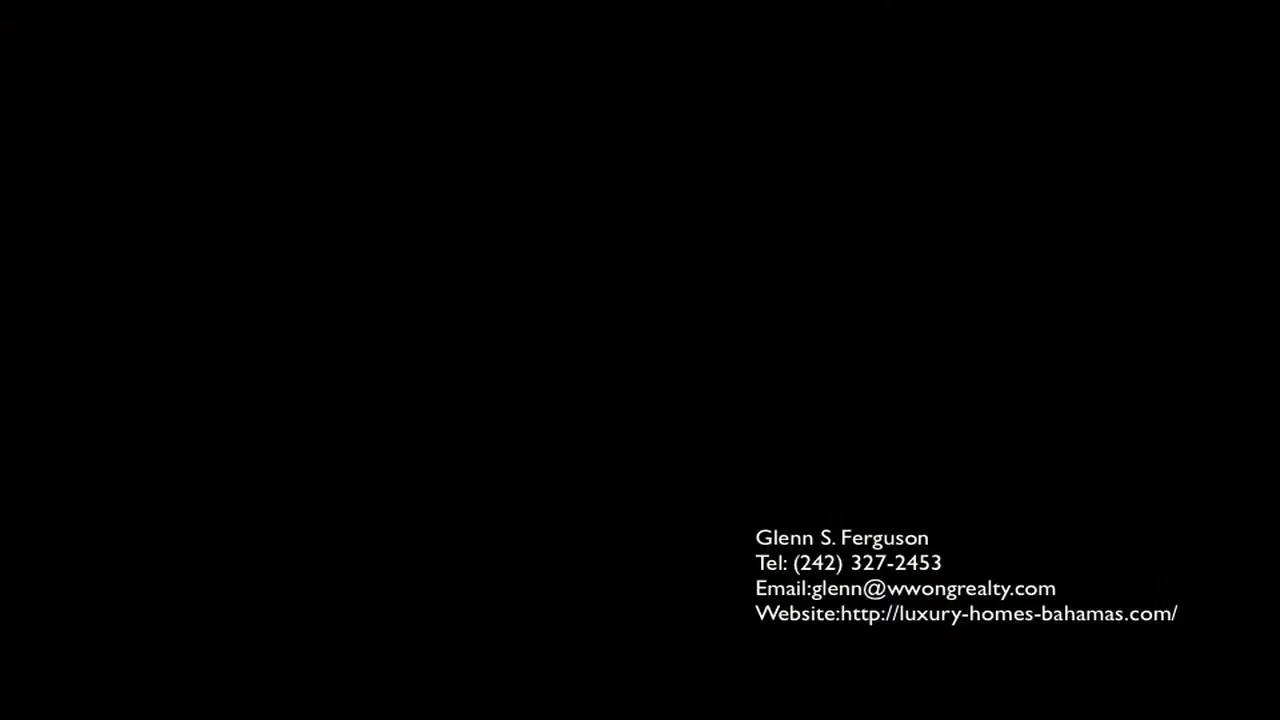 Glenn S. Ferguson
Tel: (242) 327-2453
Email:glenn@wwongrealty.com
Website:http://luxury-homes-bahamas.com/